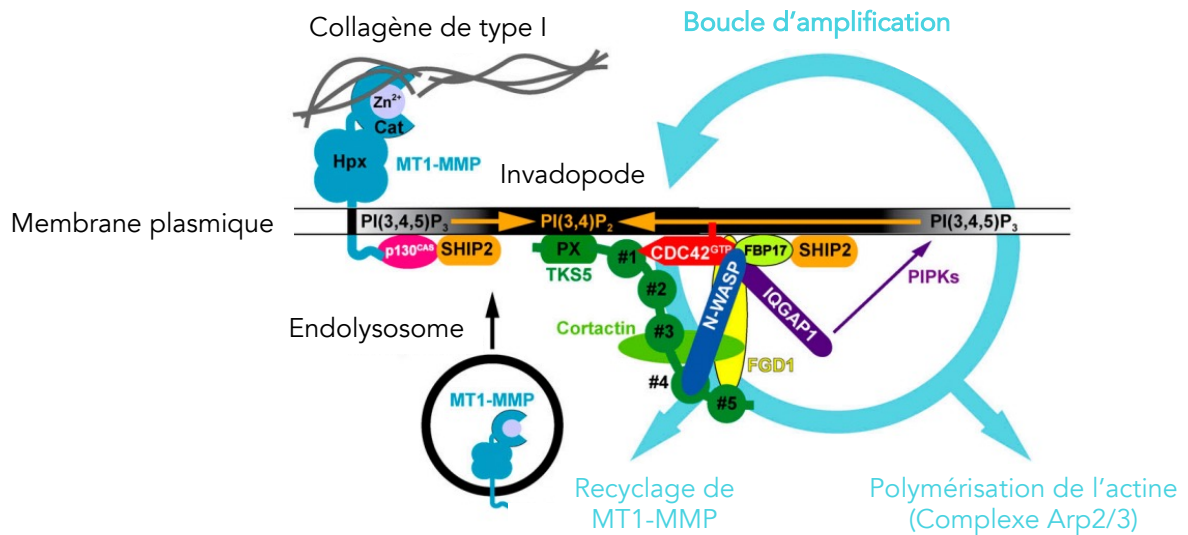 Collagène de type I
Boucle d'amplification
Zn²⁺
Cat
Hpx
MT1-MMP
Invadopode
Membrane plasmique
PI(3,4,5)P₃
PI(3,4)P₂
PI(3,4,5)P₃
p130ᶜᴬˢ
SHIP2
PX
TKS5
#1
CDC42ᴳᵀᴾ
FBP17
SHIP2
PIPKs
#2
N-WASP
IQGAP1
Endolysosome
Cortactin
#3
FGD1
#4
#5
MT1-MMP
Recyclage de
MT1-MMP
Polymérisation de l'actine
(Complexe Arp2/3)